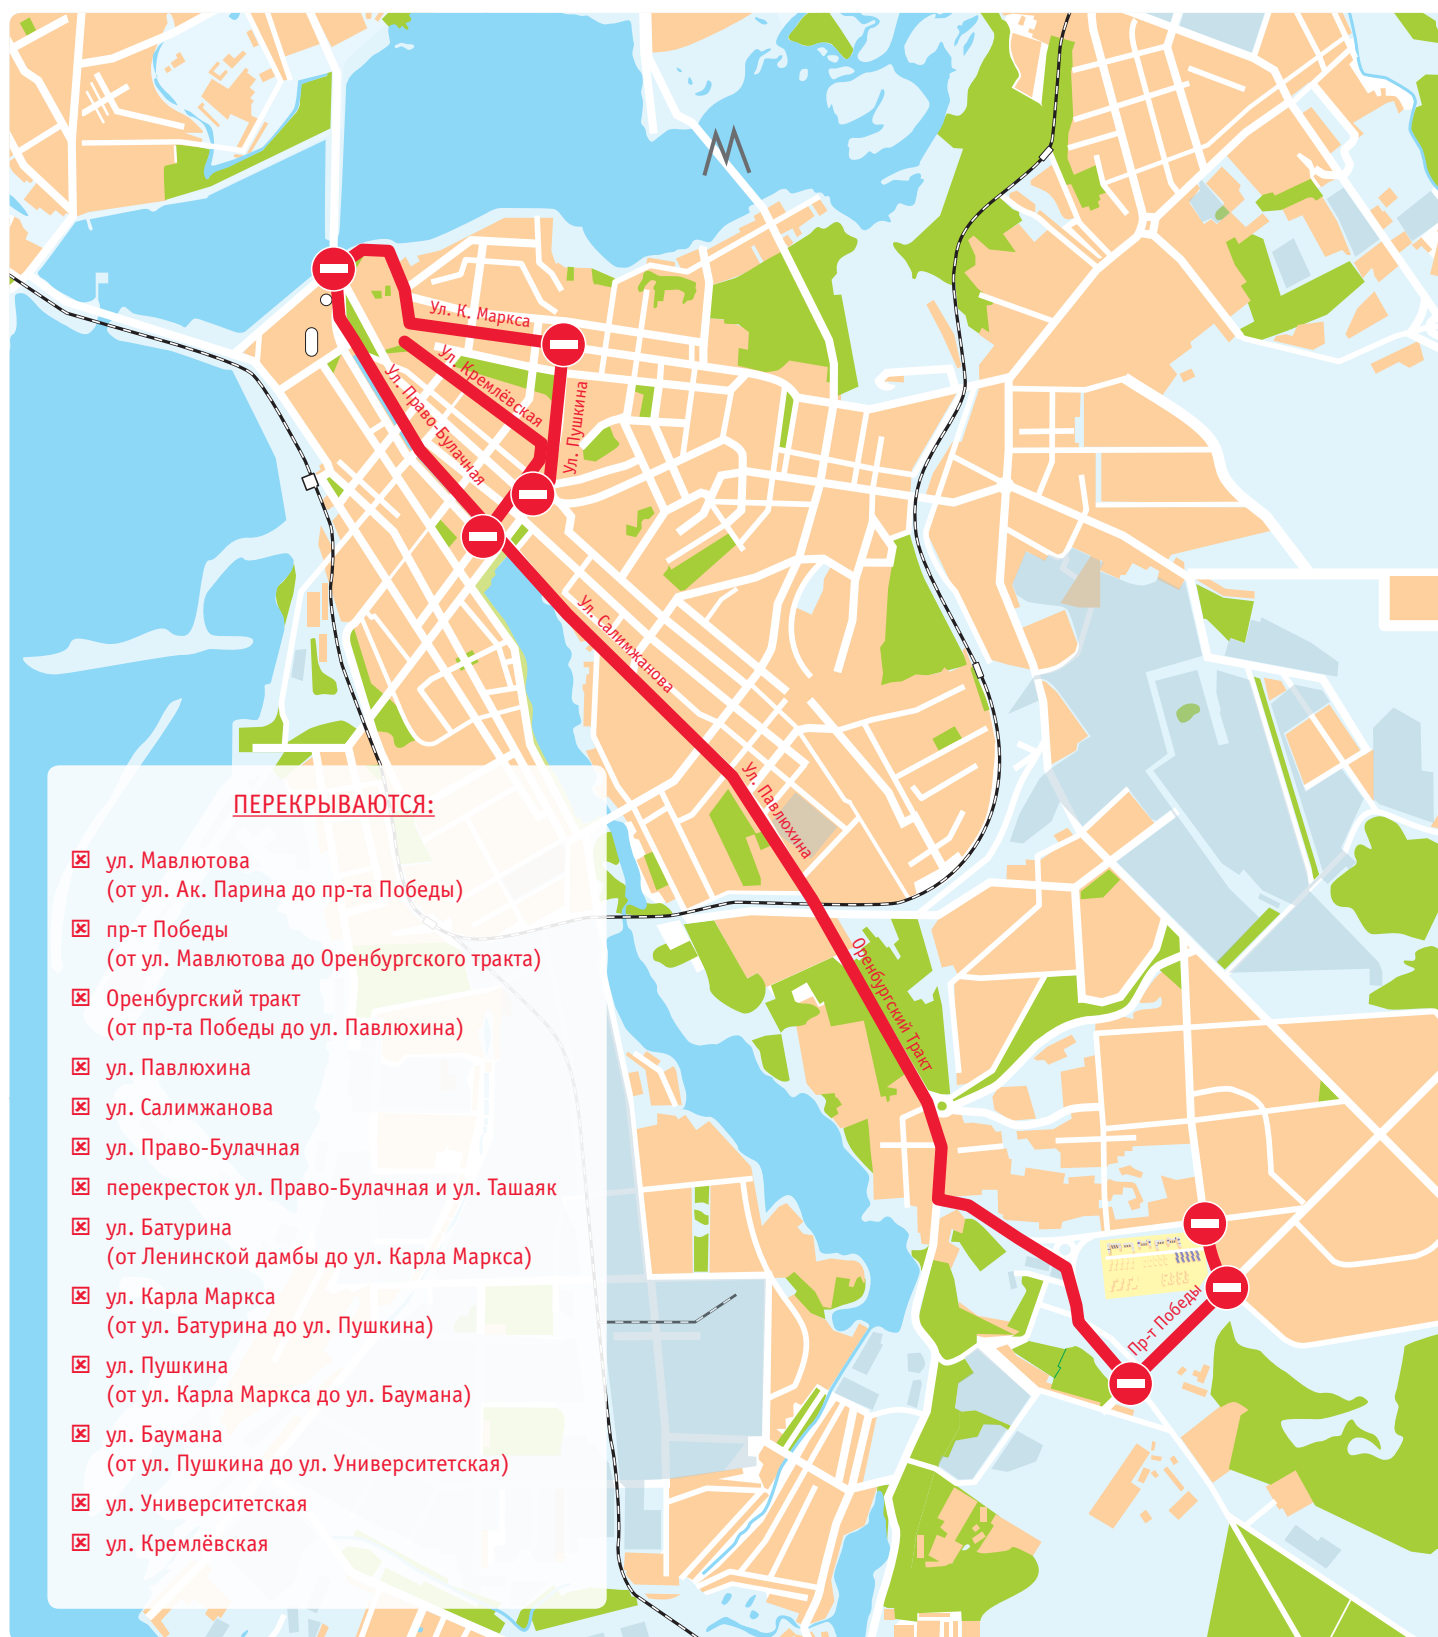 Ул. К. Маркса
Ул. Кремлёвская
Ул. Право-Булачная
Ул. Пушкина
Ул. Салимжанова
Ул. Павлюхина
Оренбургский Тракт
Пр-т Победы
ПЕРЕКРЫВАЮТСЯ:
ул. Мавлютова
(от ул. Ак. Парина до пр-та Победы)
пр-т Победы
(от ул. Мавлютова до Оренбургского тракта)
Оренбургский тракт
(от пр-та Победы до ул. Павлюхина)
ул. Павлюхина
ул. Салимжанова
ул. Право-Булачная
перекресток ул. Право-Булачная и ул. Ташаяк
ул. Батурина
(от Ленинской дамбы до ул. Карла Маркса)
ул. Карла Маркса
(от ул. Батурина до ул. Пушкина)
ул. Пушкина
(от ул. Карла Маркса до ул. Баумана)
ул. Баумана
(от ул. Пушкина до ул. Университетская)
ул. Университетская
ул. Кремлёвская